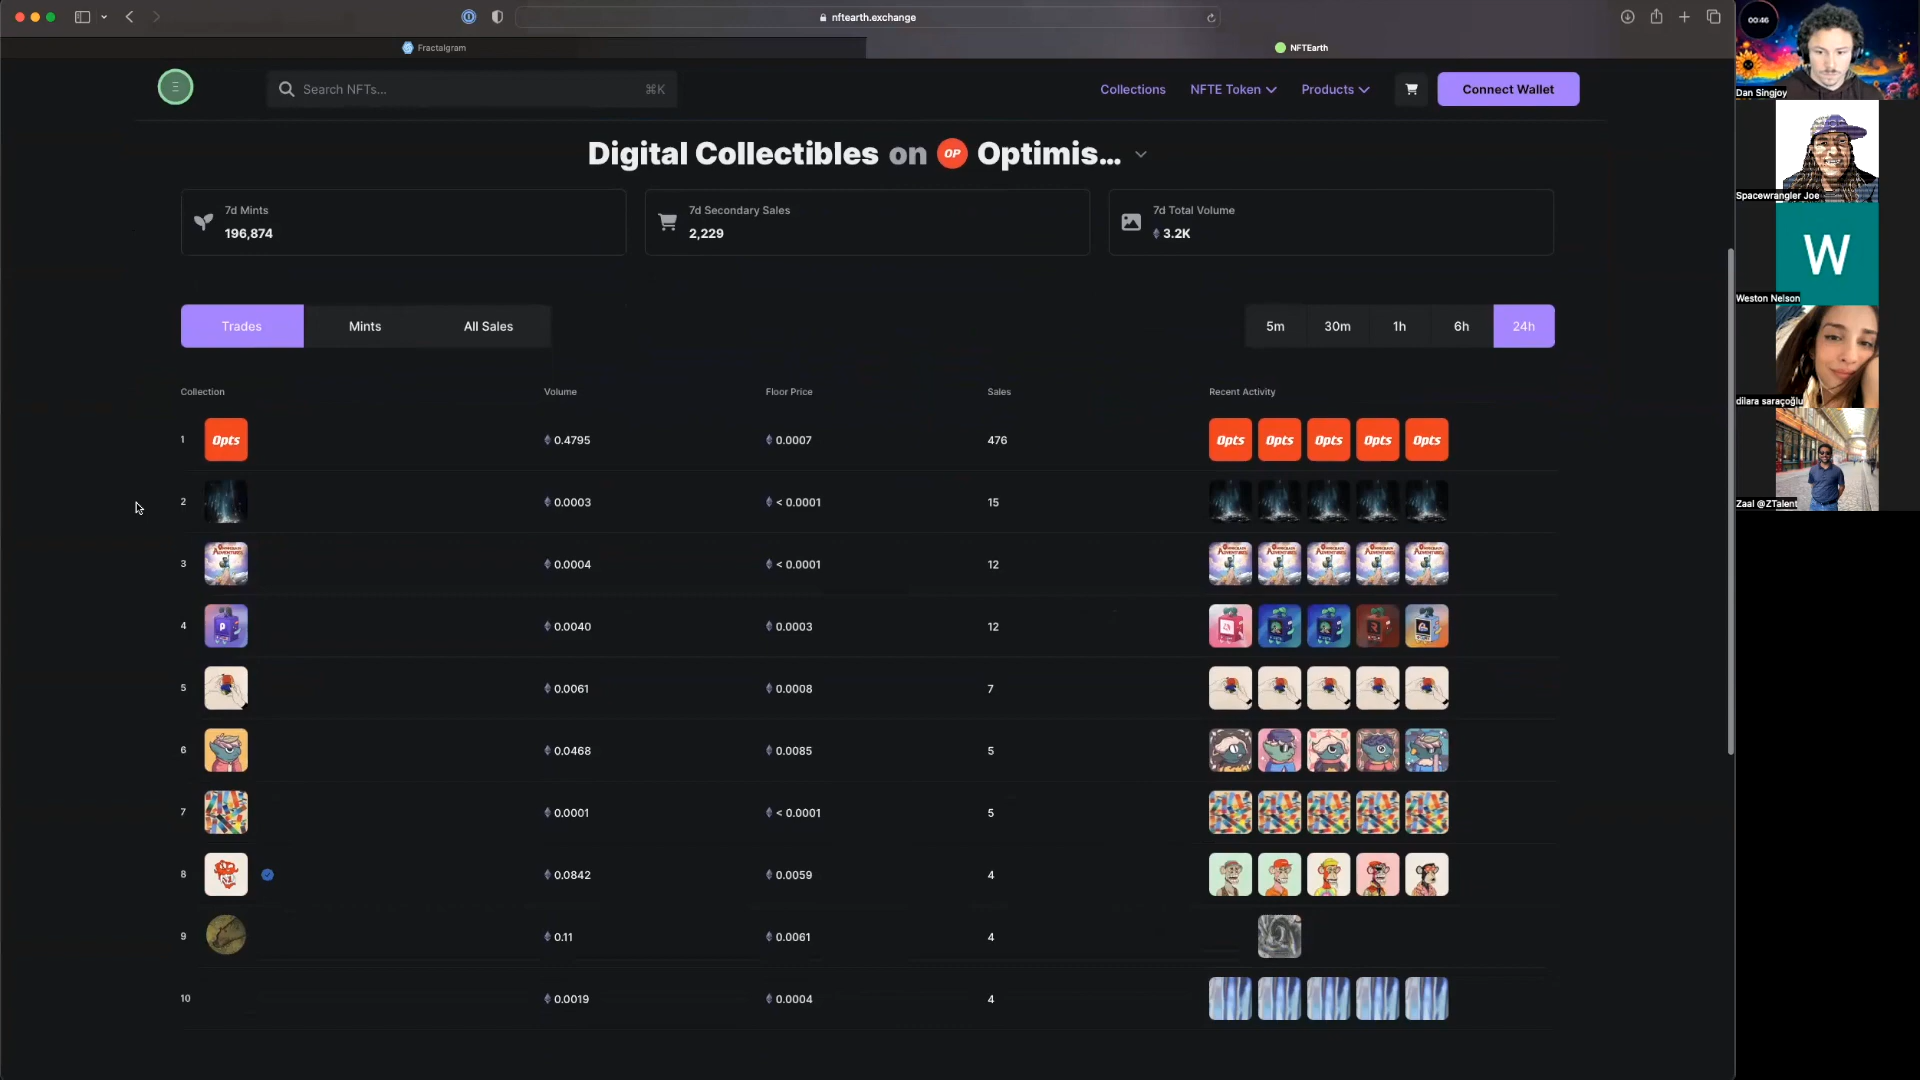 nftearth.exchange
Fractalgram
NFTEarth
00:46
Search NFTs...
⌘K
Collections
NFTE Token
Products
Connect Wallet
Dan Singjoy
Digital Collectibles on OP Optimis...
7d Mints
196,874
7d Secondary Sales
2,229
7d Total Volume
3.2K
Spacewrangler Joe
W
Weston Nelson
Trades
Mints
All Sales
5m
30m
1h
6h
24h
Collection
Volume
Floor Price
Sales
Recent Activity
dilara saraçoğlu
1 Opts 0.4795 0.0007 476 Opts Opts Opts Opts Opts
2 0.0003 < 0.0001 15
Zaal @ZTalent
3 0.0004 < 0.0001 12
4 0.0040 0.0003 12
5 0.0061 0.0008 7
6 0.0468 0.0085 5
7 0.0001 < 0.0001 5
8 0.0842 0.0059 4
9 0.11 0.0061 4
10 0.0019 0.0004 4